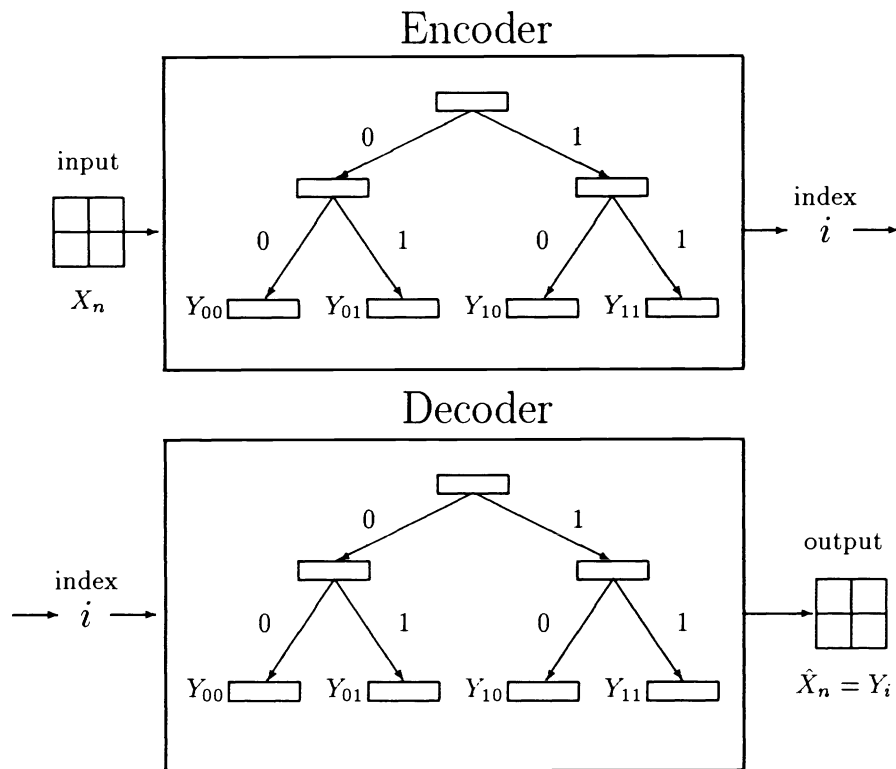 Encoder
0 1
input
index
0 1 0 1
i
X_n
Y_00 Y_01 Y_10 Y_11
Decoder
0 1
output
index
i
0 1 0 1
Y_00 Y_01 Y_10 Y_11
X̂_n = Y_i